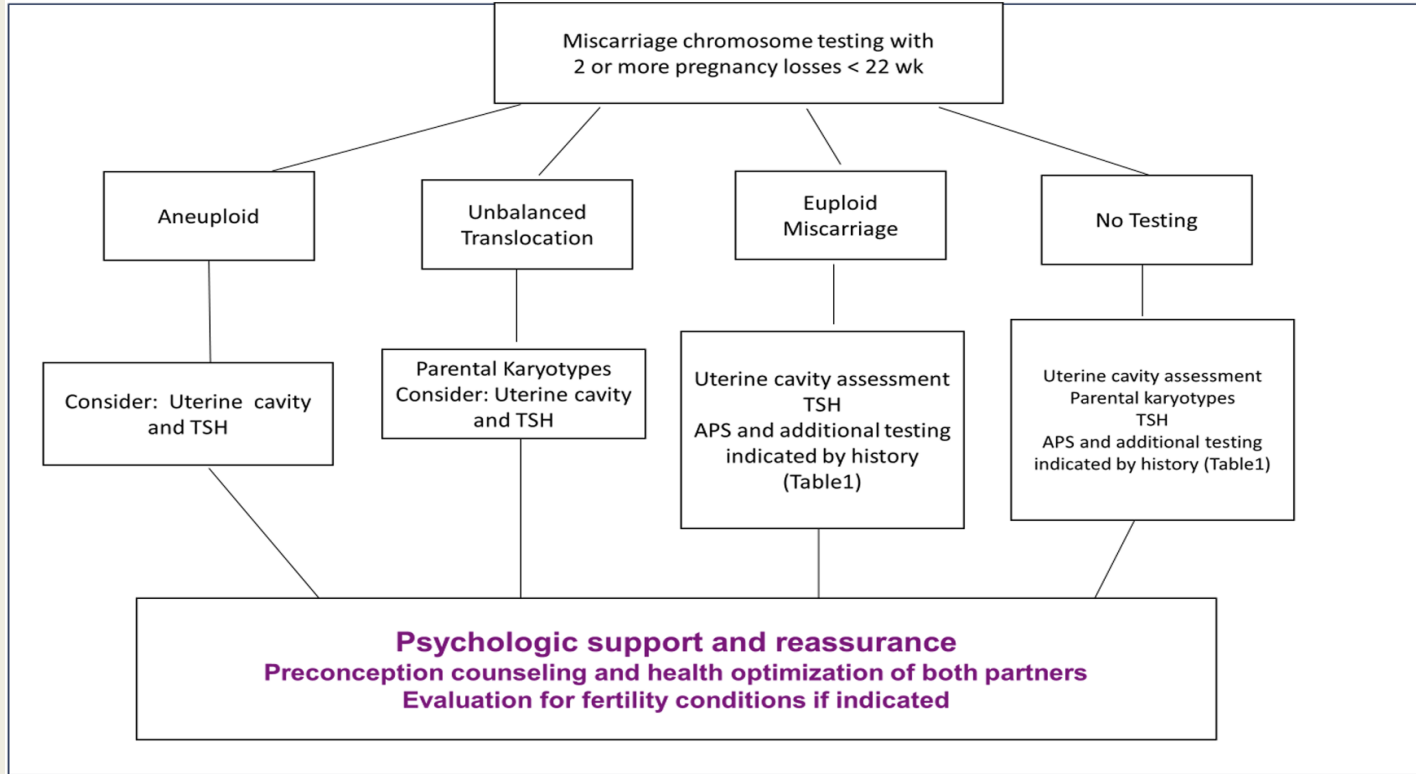 Miscarriage chromosome testing with
2 or more pregnancy losses < 22 wk
Aneuploid
Unbalanced
Translocation
Euploid
Miscarriage
No Testing
Consider: Uterine cavity
and TSH
Parental Karyotypes
Consider: Uterine cavity
and TSH
Uterine cavity assessment
TSH
APS and additional testing
indicated by history
(Table1)
Uterine cavity assessment
Parental karyotypes
TSH
APS and additional testing
indicated by history (Table1)
Psychologic support and reassurance
Preconception counseling and health optimization of both partners
Evaluation for fertility conditions if indicated